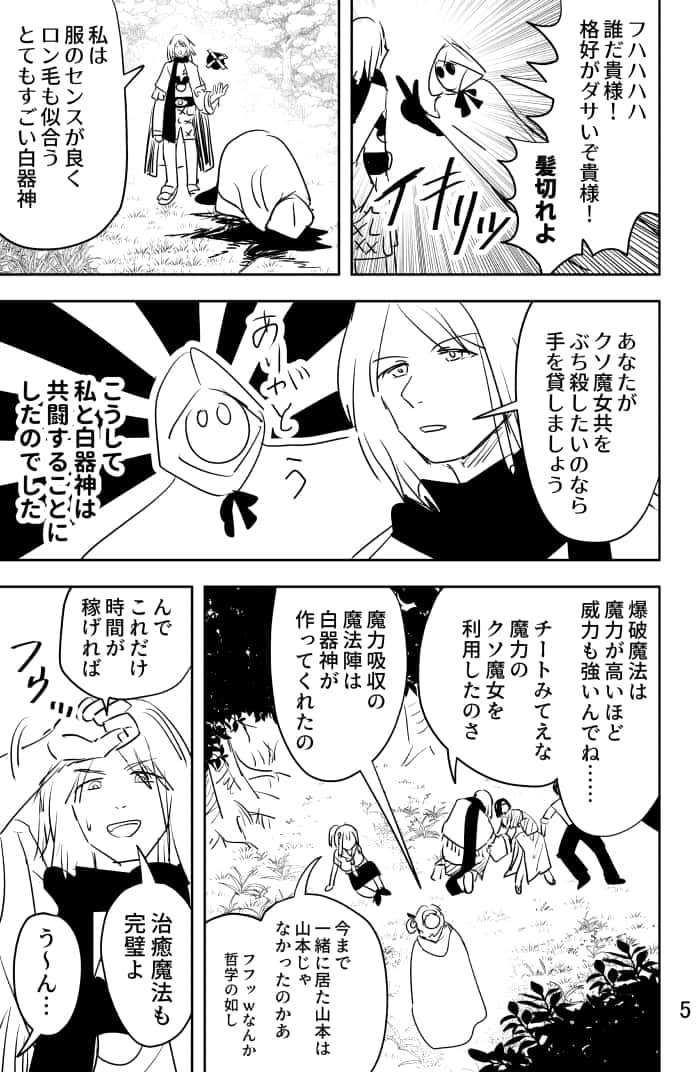 フハハハハ
誰だ貴様！
格好がダサいぞ貴様！
髪切れよ
イキリッ
私は
服のセンスが良く
ロン毛も似合う
とてもすごい白器神
あなたが
クソ魔女共を
ぶち殺したいのなら
手を貸しましょう
ありがと
う
こうして
私と白器神は
共闘することに
したのでした
爆破魔法は
魔力が高いほど
威力も強いんでね……
チートみてえな
魔力の
クソ魔女を
利用したのさ
魔力吸収の
魔法陣は
白器神が
作ってくれたの
今まで
一緒に居た山本は
山本じゃ
なかったのかあ
フフッｗなんか
哲学の如し
んで
これだけ
時間が
稼げれば
フウッ
治癒魔法も
完璧よ
う～ん…
5